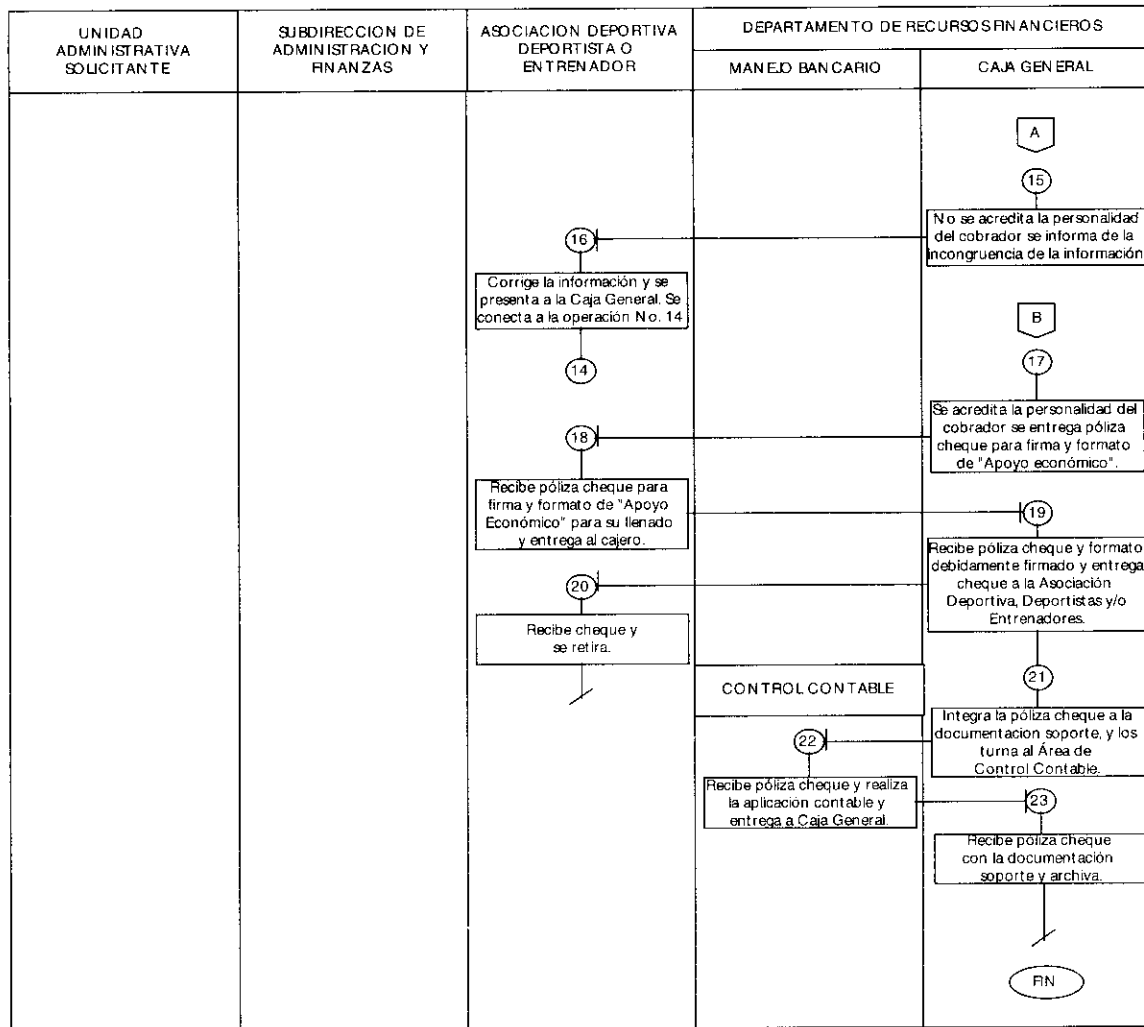 UNIDAD
ADMINISTRATIVA
SOLICITANTE
SUBDIRECCION DE
ADMINISTRACION Y
FINANZAS
ASOCIACION DEPORTIVA
DEPORTISTA O
ENTRENADOR
DEPARTAMENTO DE RECURSOS FINANCIEROS
MANEJO BANCARIO
CAJA GENERAL
A
15
No se acredita la personalidad
del cobrador se informa de la
incongruencia de la información
16
Corrige la información y se
presenta a la Caja General. Se
conecta a la operación No. 14
14
B
17
Se acredita la personalidad del
cobrador se entrega póliza
cheque para firma y formato
de "Apoyo económico".
18
Recibe póliza cheque para
firma y formato de "Apoyo
Económico" para su llenado
y entrega al cajero.
19
Recibe póliza cheque y formato
debidamente firmado y entrega
cheque a la Asociación
Deportiva, Deportistas y/o
Entrenadores.
20
Recibe cheque y
se retira.
CONTROL CONTABLE
21
Integra la póliza cheque a la
documentacion soporte, y los
turna al Área de
Control Contable.
22
Recibe póliza cheque y realiza
la aplicación contable y
entrega a Caja General.
23
Recibe póliza cheque
con la documentación
soporte y archiva.
FIN